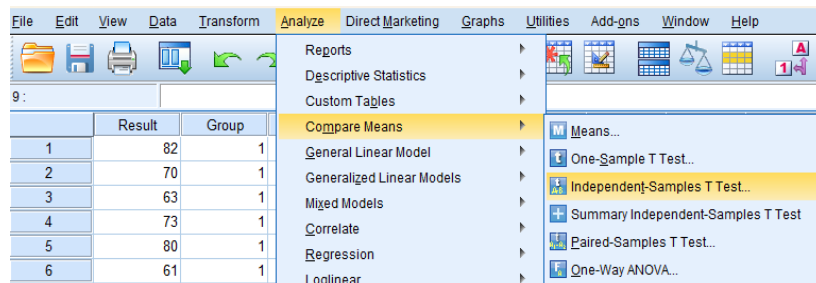 File Edit View Data Transform Analyze Direct Marketing Graphs Utilities Add-ons Window Help
A
1
9 :
Reports
Descriptive Statistics
Custom Tables
Compare Means
General Linear Model
Generalized Linear Models
Mixed Models
Correlate
Regression
Loglinear
Result Group
1 82 1
2 70 1
3 63 1
4 73 1
5 80 1
6 61 1
M Means...
t One-Sample T Test...
Independent-Samples T Test...
Summary Independent-Samples T Test
Paired-Samples T Test...
One-Way ANOVA...